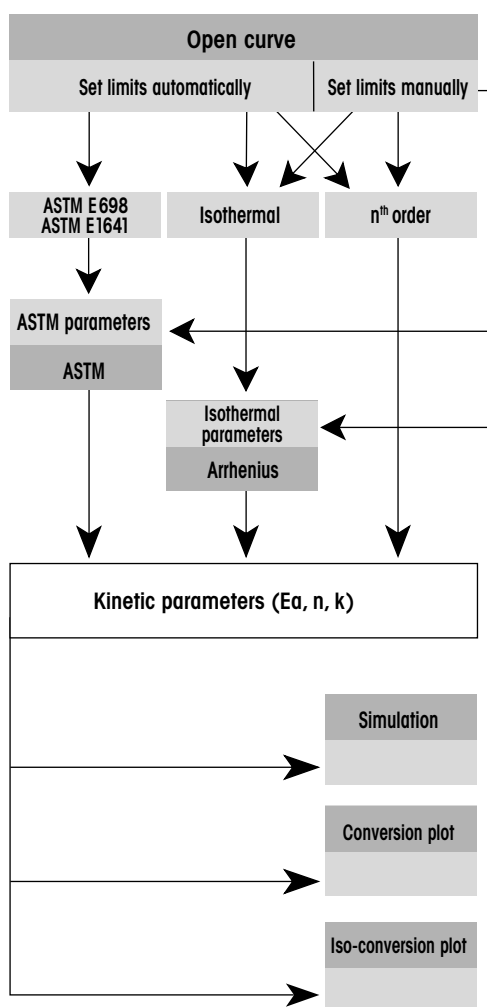 Open curve
Set limits automatically
Set limits manually
ASTM E698
ASTM E1641
Isothermal
nth order
ASTM parameters
ASTM
Isothermal
parameters
Arrhenius
Kinetic parameters (Ea, n, k)
Simulation
Conversion plot
Iso-conversion plot